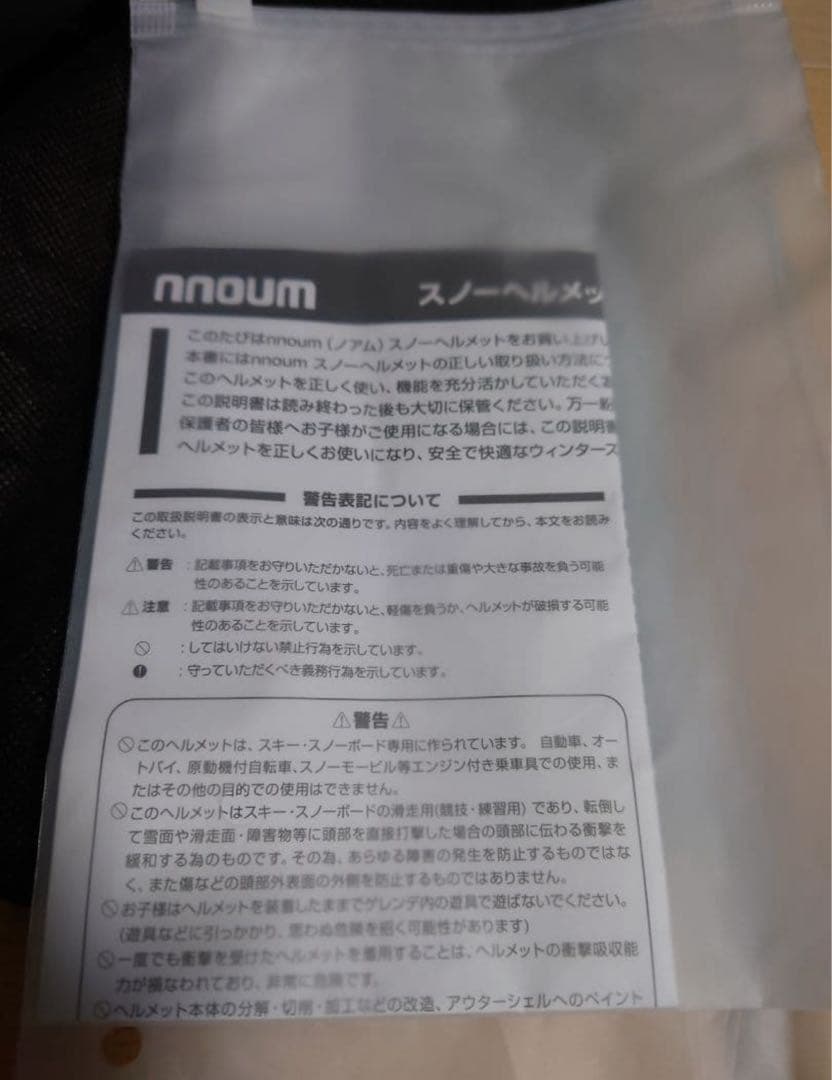 nnoum
スノーヘルメッ
このたびはnnoum (ノアム) スノーヘルメットをお買い上げ
本書にはnnoum スノーヘルメットの正しい取り扱い方法に
このヘルメットを正しく使い、機能を充分活かしていただく
この説明書は読み終わった後も大切に保管ください。万一
保護者の皆様へお子様がご使用になる場合には、この説明
ヘルメットを正しくお使いになり、安全で快適なウィンタース
警告表記について
この取扱説明書の表示と意味は次の通りです。内容をよく理解してから、本文をお読み
ください。
⚠警告 :記載事項をお守りいただかないと、死亡または重傷や大きな事故を負う可能
性のあることを示しています。
⚠注意 :記載事項をお守りいただかないと、軽傷を負うか、ヘルメットが破損する可能
性のあることを示しています。
:してはいけない禁止行為を示しています。
:守っていただくべき義務行為を示しています。
⚠警告⚠
このヘルメットは、スキー・スノーボード専用に作られています。 自動車、オー
トバイ、原動機付自転車、スノーモービル等エンジン付き乗車具での使用、ま
たはその他の目的での使用はできません。
このヘルメットはスキー・スノーボードの滑走用(競技・練習用) であり、転倒し
て雪面や滑走面・障害物等に頭部を直接打撃した場合の頭部に伝わる衝撃を
緩和する為のものです。その為、あらゆる障害の発生を防止するものではな
く、また傷などの頭部外表面の外傷を防止するものではありません。
お子様はヘルメットを装着したままでゲレンデ内の遊具で遊ばないでください。
(遊具などに引っかかり、思わぬ危険を招く可能性があります)
一度でも衝撃を受けたヘルメットを着用することは、ヘルメットの衝撃吸収能
力が損なわれており、非常に危険です。
ヘルメット本体の分解・切削・加工などの改造、アウターシェルへのペイント